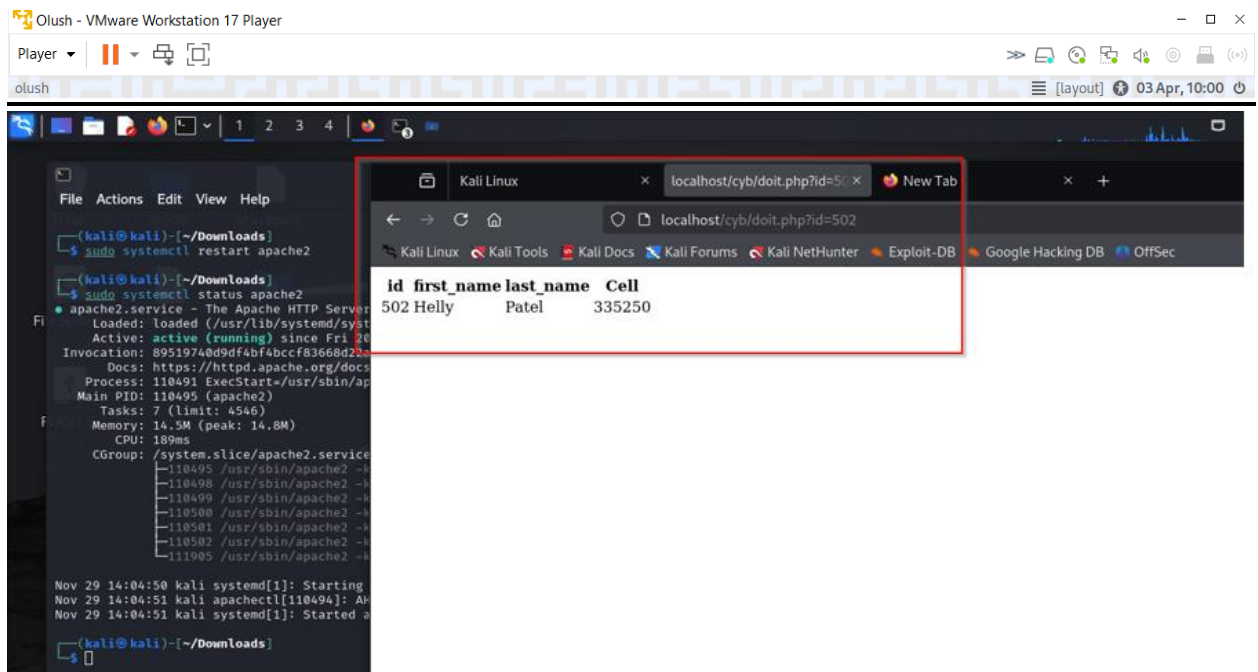 Olush - VMware Workstation 17 Player
Player
olush
[layout] 03 Apr, 10:00
1 2 3 4
3
File Actions Edit View Help
(kali㉿kali)-[~/Downloads]
$ sudo systemctl restart apache2
(kali㉿kali)-[~/Downloads]
$ sudo systemctl status apache2
● apache2.service - The Apache HTTP Server
Loaded: loaded (/usr/lib/systemd/syst
Active: active (running) since Fri 20
Invocation: 89519740d9df4bf4bccf83668d22a
Docs: https://httpd.apache.org/docs
Process: 110491 ExecStart=/usr/sbin/ap
Main PID: 110495 (apache2)
Tasks: 7 (limit: 4546)
Memory: 14.5M (peak: 14.8M)
CPU: 189ms
CGroup: /system.slice/apache2.service
├─110495 /usr/sbin/apache2 -k
├─110498 /usr/sbin/apache2 -k
├─110499 /usr/sbin/apache2 -k
├─110500 /usr/sbin/apache2 -k
├─110501 /usr/sbin/apache2 -k
├─110502 /usr/sbin/apache2 -k
└─111905 /usr/sbin/apache2 -k
Nov 29 14:04:50 kali systemd[1]: Starting
Nov 29 14:04:51 kali apachectl[110494]: AH
Nov 29 14:04:51 kali systemd[1]: Started a
(kali㉿kali)-[~/Downloads]
$
Kali Linux
localhost/cyb/doit.php?id=50
New Tab
localhost/cyb/doit.php?id=502
Kali Linux Kali Tools Kali Docs Kali Forums Kali NetHunter Exploit-DB Google Hacking DB OffSec
id first_name last_name Cell
502 Helly Patel 335250